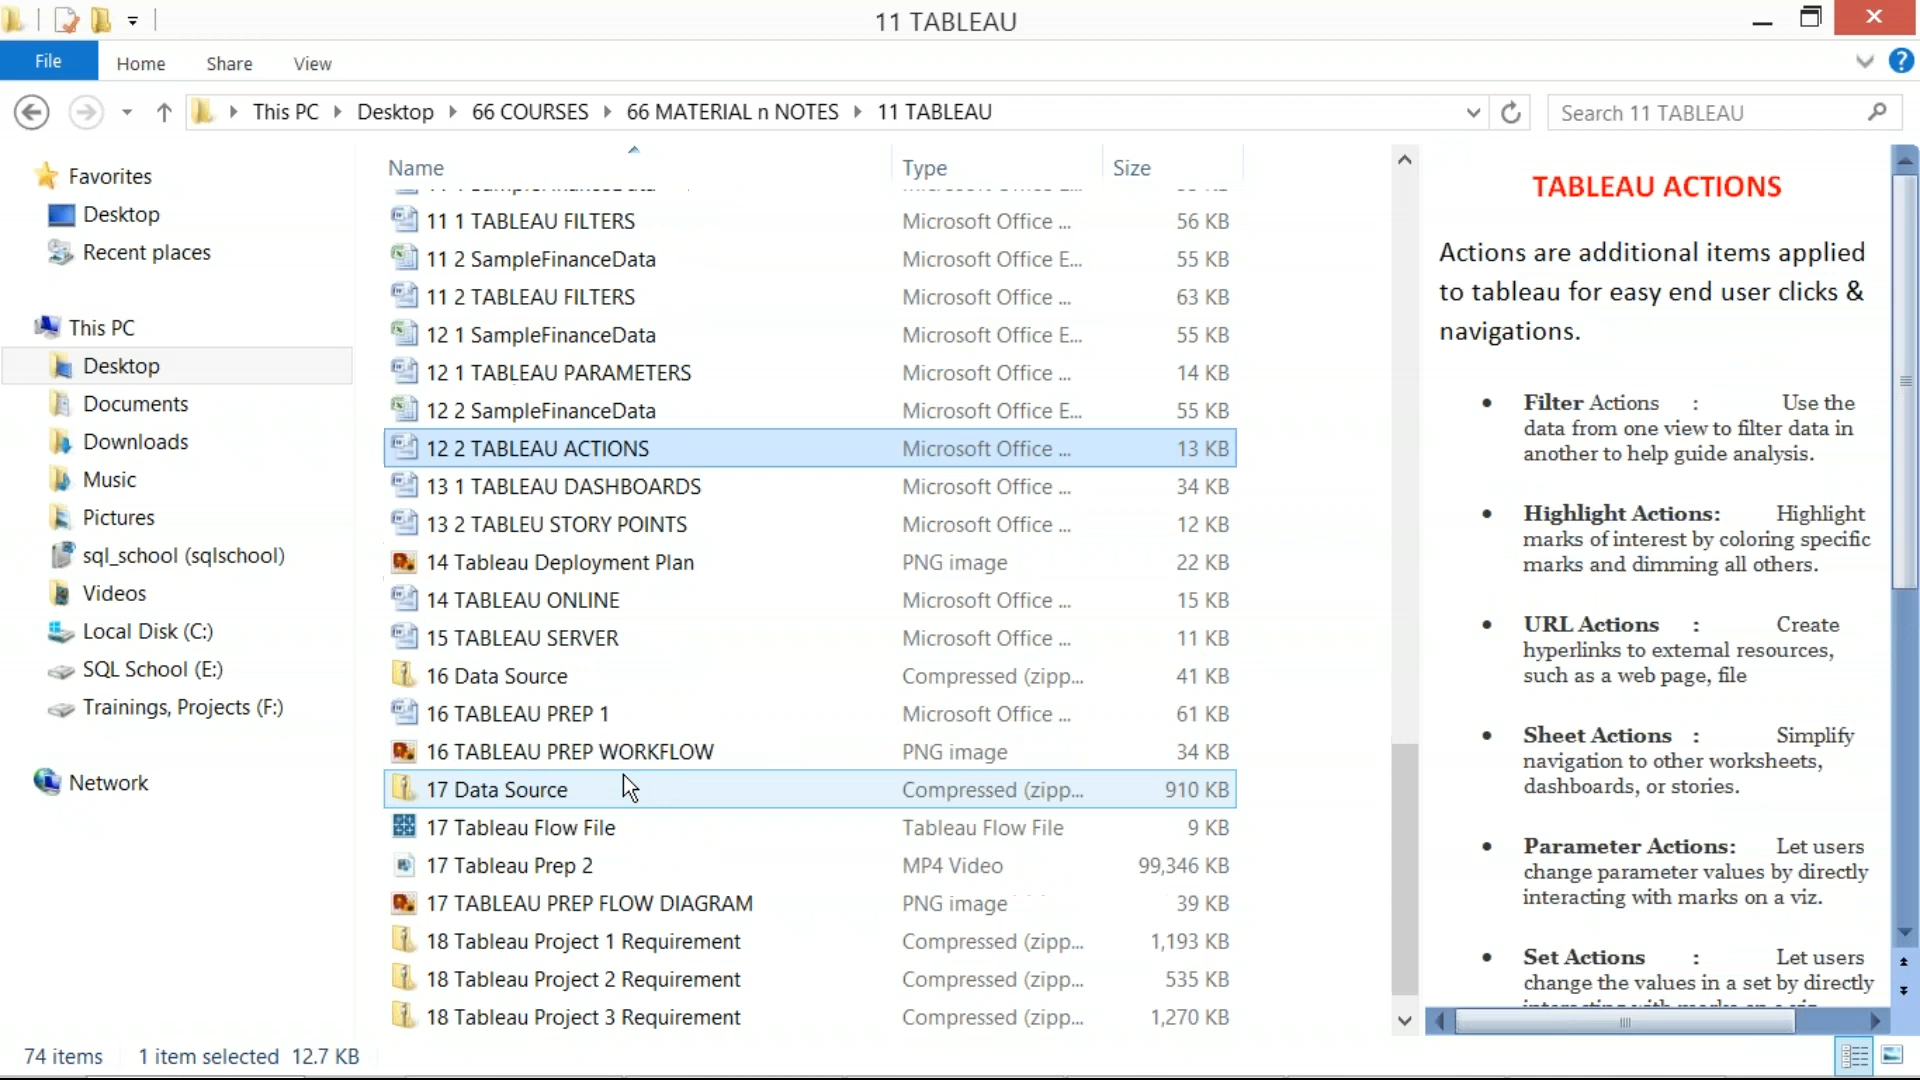 11 TABLEAU
File Home Share View
This PC Desktop 66 COURSES 66 MATERIAL n NOTES 11 TABLEAU
Search 11 TABLEAU
Favorites
Desktop
Recent places
This PC
Desktop
Documents
Downloads
Music
Pictures
sql_school (sqlschool)
Videos
Local Disk (C:)
SQL School (E:)
Trainings, Projects (F:)
Network
Name Type Size
11 1 TABLEAU FILTERS Microsoft Office ... 56 KB
11 2 SampleFinanceData Microsoft Office E... 55 KB
11 2 TABLEAU FILTERS Microsoft Office ... 63 KB
12 1 SampleFinanceData Microsoft Office E... 55 KB
12 1 TABLEAU PARAMETERS Microsoft Office ... 14 KB
12 2 SampleFinanceData Microsoft Office E... 55 KB
12 2 TABLEAU ACTIONS Microsoft Office ... 13 KB
13 1 TABLEAU DASHBOARDS Microsoft Office ... 34 KB
13 2 TABLEU STORY POINTS Microsoft Office ... 12 KB
14 Tableau Deployment Plan PNG image 22 KB
14 TABLEAU ONLINE Microsoft Office ... 15 KB
15 TABLEAU SERVER Microsoft Office ... 11 KB
16 Data Source Compressed (zipp... 41 KB
16 TABLEAU PREP 1 Microsoft Office ... 61 KB
16 TABLEAU PREP WORKFLOW PNG image 34 KB
17 Data Source Compressed (zipp... 910 KB
17 Tableau Flow File Tableau Flow File 9 KB
17 Tableau Prep 2 MP4 Video 99,346 KB
17 TABLEAU PREP FLOW DIAGRAM PNG image 39 KB
18 Tableau Project 1 Requirement Compressed (zipp... 1,193 KB
18 Tableau Project 2 Requirement Compressed (zipp... 535 KB
18 Tableau Project 3 Requirement Compressed (zipp... 1,270 KB
TABLEAU ACTIONS
Actions are additional items applied
to tableau for easy end user clicks &
navigations.
• Filter Actions : Use the
data from one view to filter data in
another to help guide analysis.
• Highlight Actions: Highlight
marks of interest by coloring specific
marks and dimming all others.
• URL Actions : Create
hyperlinks to external resources,
such as a web page, file
• Sheet Actions : Simplify
navigation to other worksheets,
dashboards, or stories.
• Parameter Actions: Let users
change parameter values by directly
interacting with marks on a viz.
• Set Actions : Let users
change the values in a set by directly
74 items 1 item selected 12.7 KB